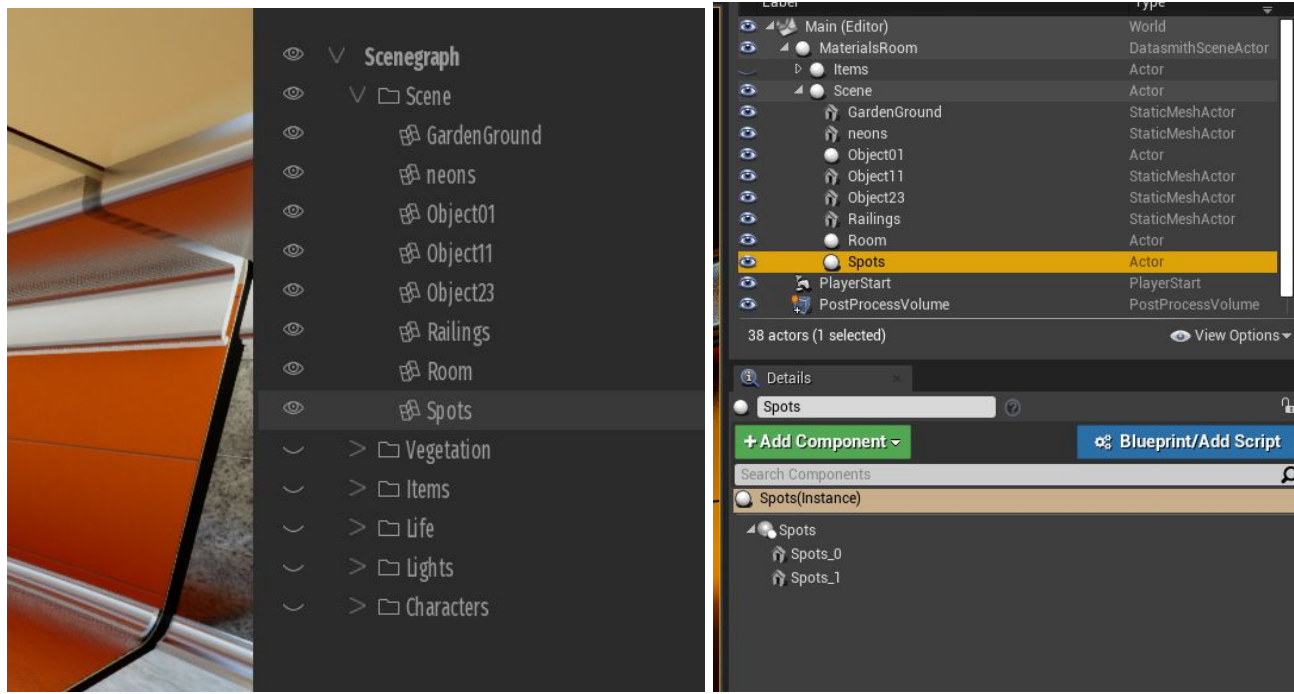 Scenegraph
Scene
GardenGround
neons
Object01
Object11
Object23
Railings
Room
Spots
Vegetation
Items
Life
Lights
Characters
Label Type
Main (Editor) World
MaterialsRoom DatasmithSceneActor
Items Actor
Scene Actor
GardenGround StaticMeshActor
neons StaticMeshActor
Object01 Actor
Object11 StaticMeshActor
Object23 StaticMeshActor
Railings StaticMeshActor
Room Actor
Spots Actor
PlayerStart PlayerStart
PostProcessVolume PostProcessVolume
38 actors (1 selected) View Options
Details
Spots
+Add Component Blueprint/Add Script
Search Components
Spots(Instance)
Spots
Spots_0
Spots_1